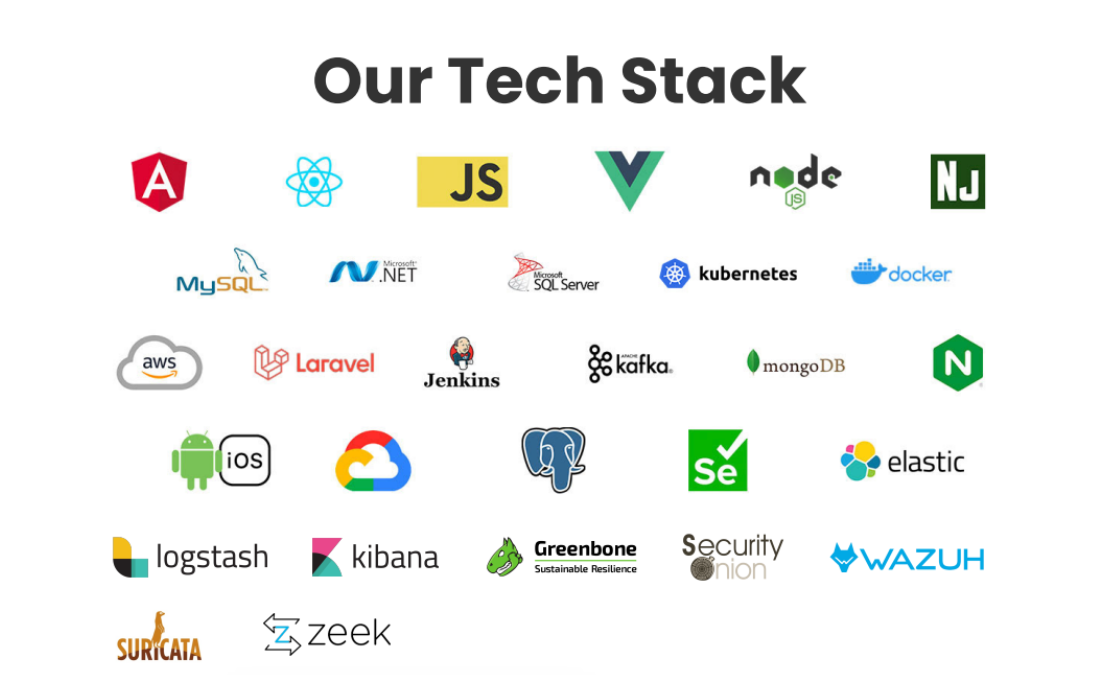 Our Tech Stack
A
JS
node
JS
NJ
MySQL
Microsoft
.NET
Microsoft
SQL Server
kubernetes
docker
aws
Laravel
Jenkins
APACHE
kafka
mongoDB
N
iOS
Se
elastic
logstash
kibana
Greenbone
Sustainable Resilience
Security
Onion
WAZUH
SURICATA
Z zeek